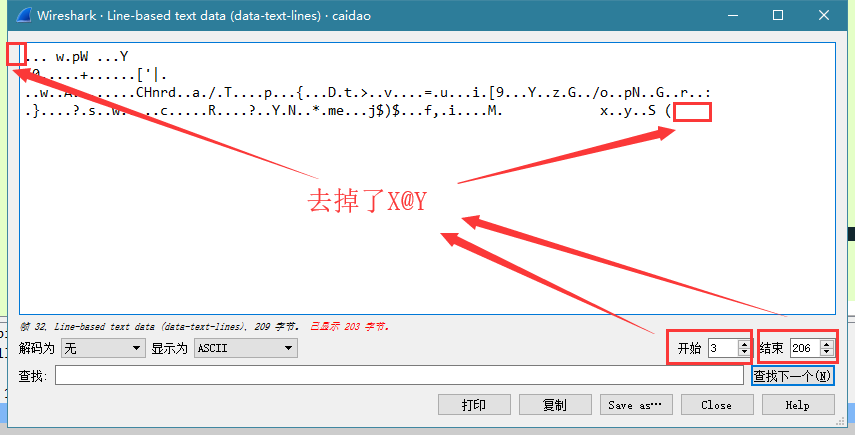 Wireshark · Line-based text data (data-text-lines) · caidao
... w.pW ...Y
.....+......['|.
CHnrd..a./.T....p...{...D.t.>..v....=.u...i.[9...Y..z.G../o..pN..G..r..:
.}....?.s..w. ....c.....R....?..Y.N..*.me...j$)$...f,.i....M. x..y..S (
去掉了X@Y
帧 32, Line-based text data (data-text-lines), 209 字节. 已显示 203 字节.
解码为 无 显示为 ASCII 开始 3 结束 206
查找: 查找下一个(N)
打印 复制 Save as… Close Help